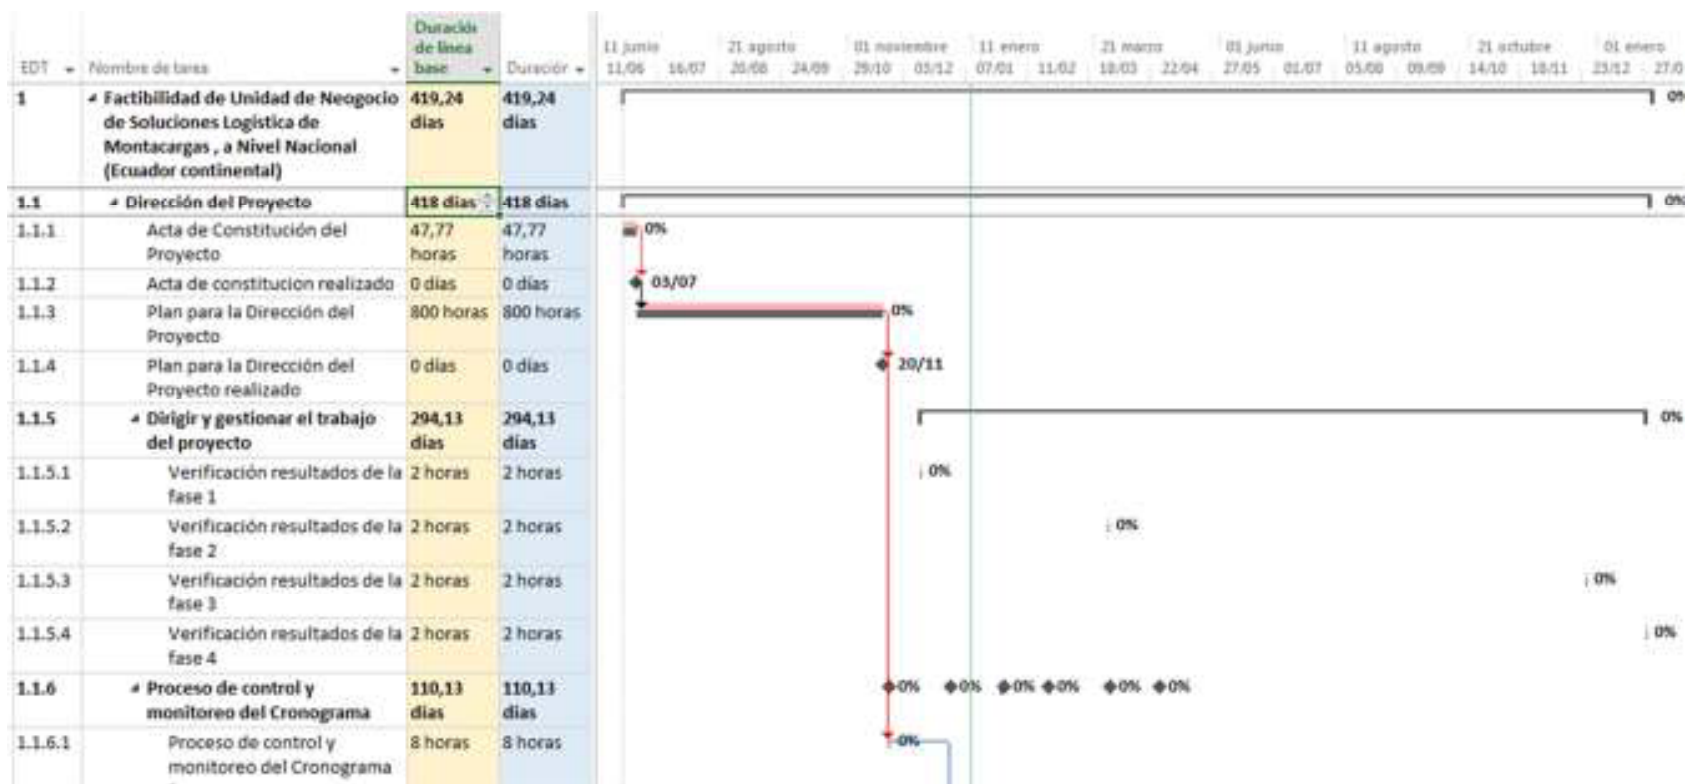 Duración
de línea
base
EDT Nombre de tarea Duración
11 junio 21 agosto 01 noviembre 11 enero 21 marzo 01 junio 11 agosto 21 octubre 01 enero
11/06 16/07 20/08 24/09 29/10 03/12 07/01 11/02 18/03 22/04 27/05 01/07 05/08 09/09 14/10 18/11 23/12 27/0
1 Factibilidad de Unidad de Neogocio 419,24 419,24 0%
de Soluciones Logística de días días
Montacargas , a Nivel Nacional
(Ecuador continental)
1.1 Dirección del Proyecto 418 días 418 días 0%
1.1.1 Acta de Constitución del 47,77 47,77 0%
Proyecto horas horas
1.1.2 Acta de constitucion realizado 0 días 0 días 03/07
1.1.3 Plan para la Dirección del 800 horas 800 horas 0%
Proyecto
1.1.4 Plan para la Dirección del 0 días 0 días 20/11
Proyecto realizado
1.1.5 Dirigir y gestionar el trabajo 294,13 294,13 0%
del proyecto días días
1.1.5.1 Verificación resultados de la 2 horas 2 horas 0%
fase 1
1.1.5.2 Verificación resultados de la 2 horas 2 horas 0%
fase 2
1.1.5.3 Verificación resultados de la 2 horas 2 horas 0%
fase 3
1.1.5.4 Verificación resultados de la 2 horas 2 horas 0%
fase 4
1.1.6 Proceso de control y 110,13 110,13 0% 0% 0% 0% 0% 0%
monitoreo del Cronograma días días
1.1.6.1 Proceso de control y 8 horas 8 horas 0%
monitoreo del Cronograma